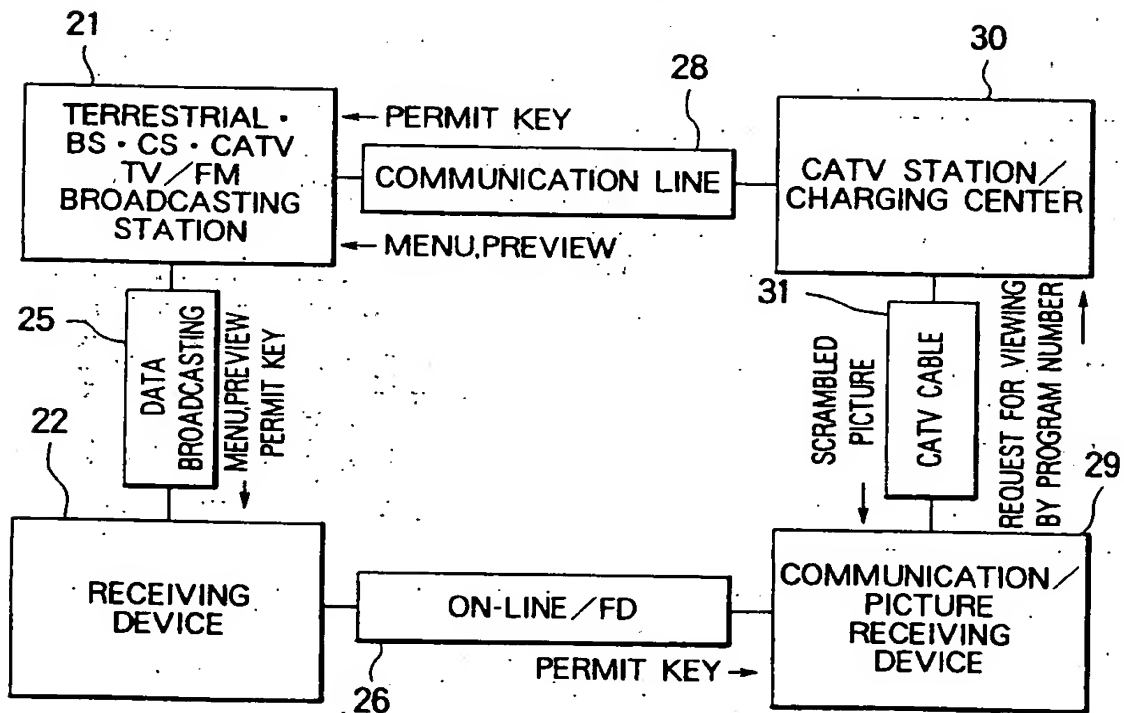 21
30
28
TERRESTRIAL・
BS・CS・CATV
TV/FM
BROADCASTING
STATION
← PERMIT KEY
COMMUNICATION LINE
CATV STATION/
CHARGING CENTER
← MENU,PREVIEW
25
DATA
BROADCASTING
MENU,PREVIEW
PERMIT KEY
31
SCRAMBLED
PICTURE
CATV CABLE
REQUEST FOR VIEWING
BY PROGRAM NUMBER
22
29
RECEIVING
DEVICE
ON-LINE/FD
COMMUNICATION/
PICTURE
RECEIVING
DEVICE
PERMIT KEY →
26